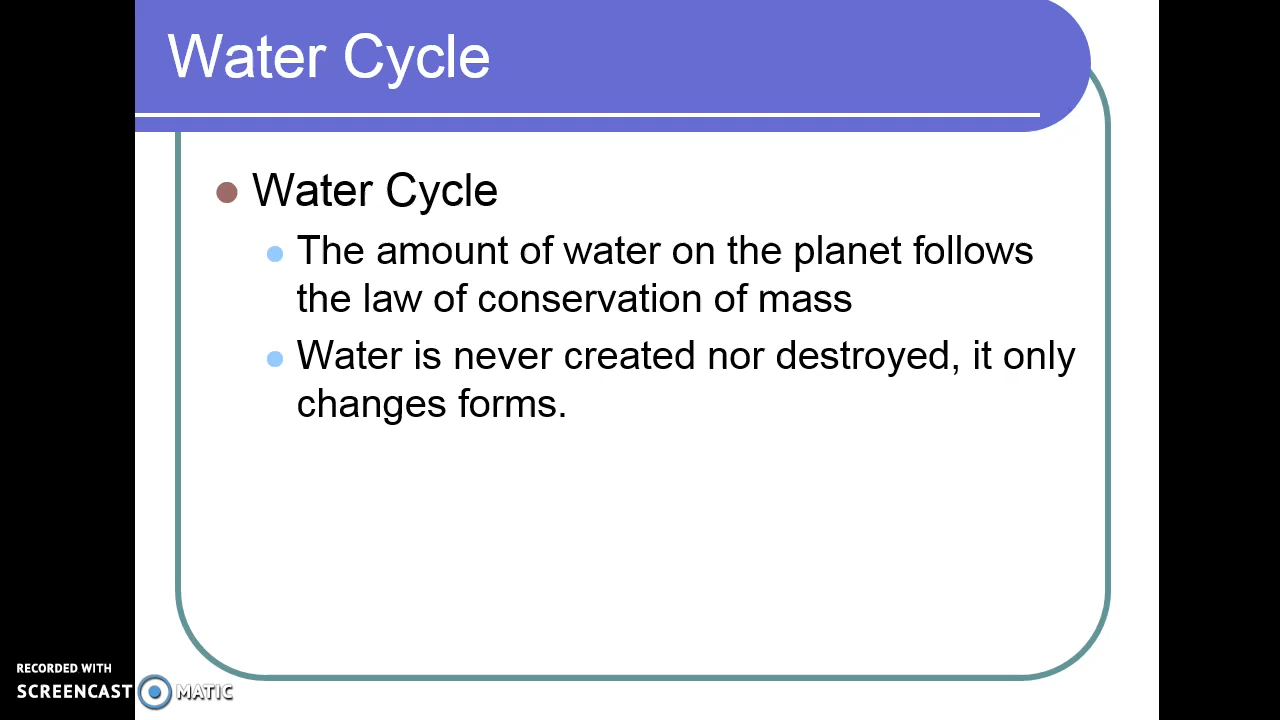 Water Cycle
Water Cycle
The amount of water on the planet follows
the law of conservation of mass
Water is never created nor destroyed, it only
changes forms.
RECORDED WITH
SCREENCAST MATIC